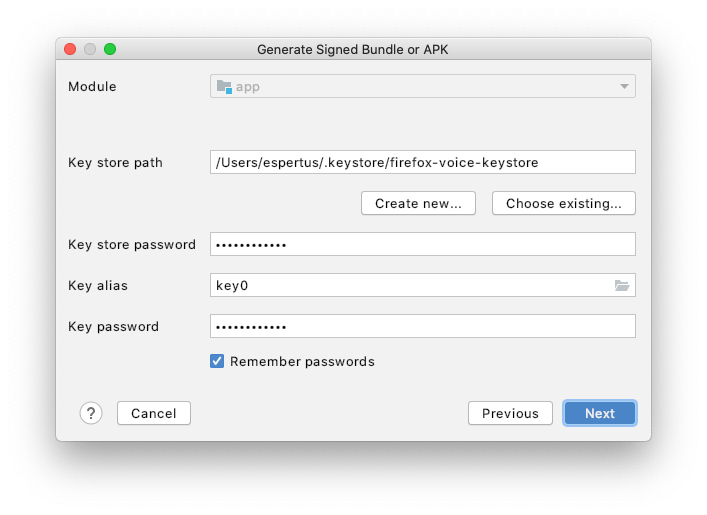 Generate Signed Bundle or APK
Module
app
Key store path
/Users/espertus/.keystore/firefox-voice-keystore
Create new...
Choose existing...
Key store password
••••••••••••
Key alias
key0
Key password
••••••••••••
Remember passwords
?
Cancel
Previous
Next